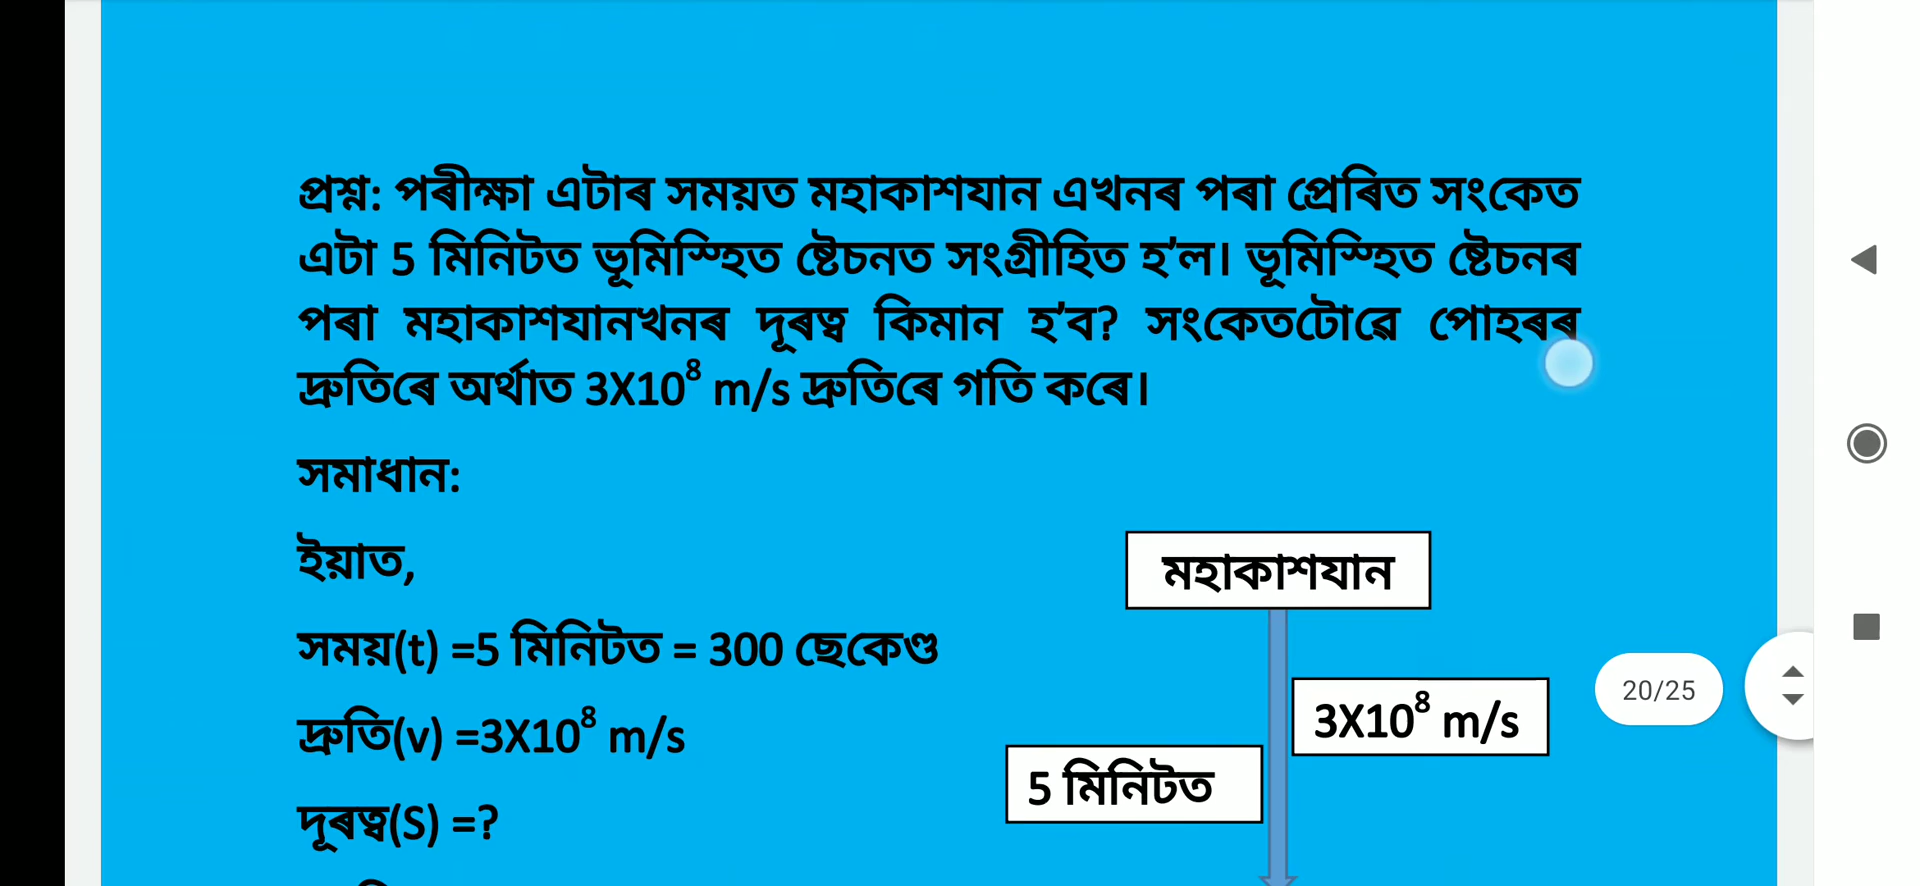 প্ৰশ্ন: পৰীক্ষা এটাৰ সময়ত মহাকাশযান এখনৰ পৰা প্ৰেৰিত সংকেত
এটা 5 মিনিটত ভূমিস্হিত ষ্টেচনত সংগ্ৰীহিত হ'ল। ভূমিস্হিত ষ্টেচনৰ
পৰা মহাকাশযানখনৰ দূৰত্ব কিমান হ'ব? সংকেতটোৱে পোহৰৰ
দ্ৰুতিৰে অৰ্থাত 3X10⁸ m/s দ্ৰুতিৰে গতি কৰে।
সমাধান:
ইয়াত,
মহাকাশযান
সময়(t) =5 মিনিটত = 300 ছেকেণ্ড
20/25
3X10⁸ m/s
দ্ৰুতি(v) =3X10⁸ m/s
5 মিনিটত
দূৰত্ব(S) =?